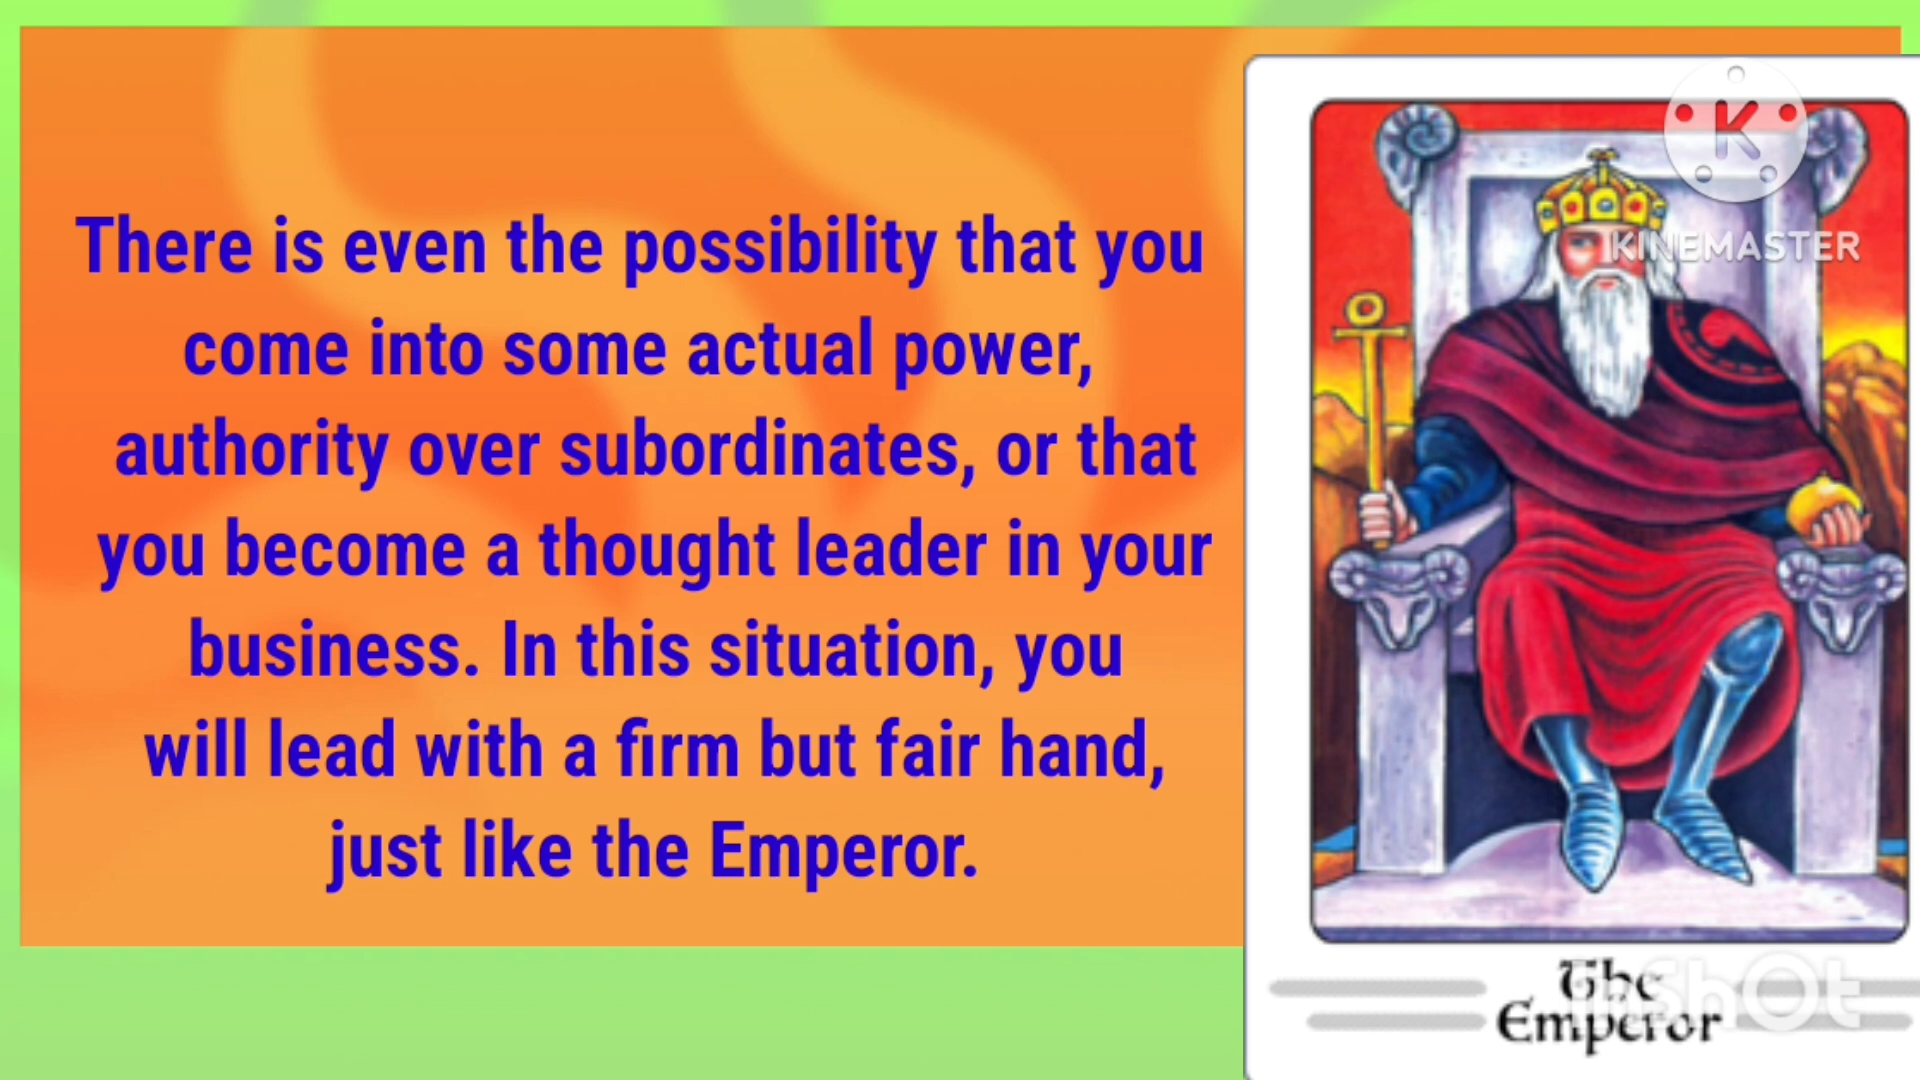 There is even the possibility that you
come into some actual power,
authority over subordinates, or that
you become a thought leader in your
business. In this situation, you
will lead with a firm but fair hand,
just like the Emperor.
K
KINEMASTER
The
Emperor
InShOt